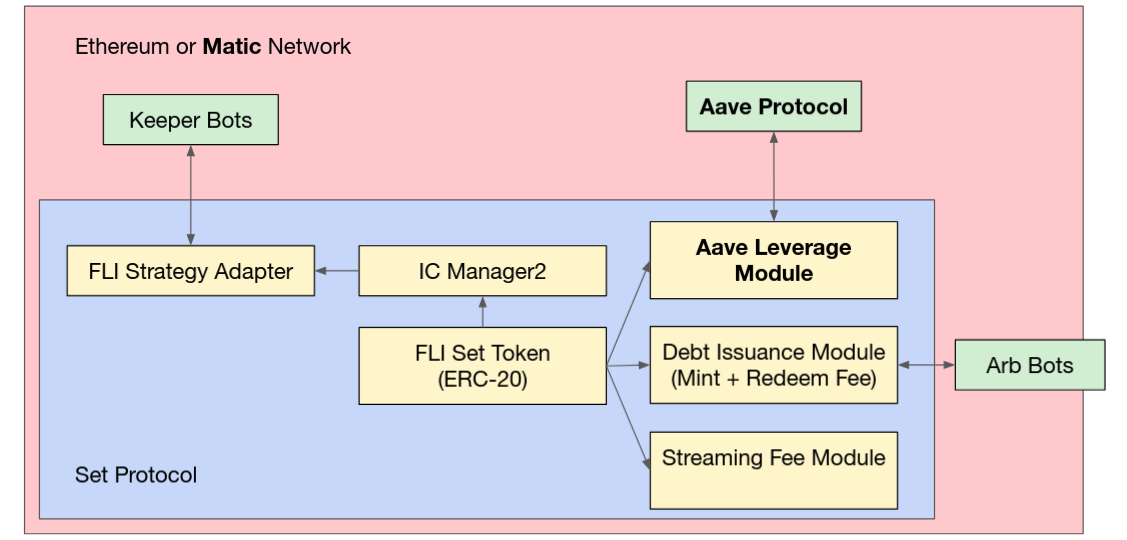 Ethereum or Matic Network
Keeper Bots
Aave Protocol
FLI Strategy Adapter
IC Manager2
Aave Leverage
Module
FLI Set Token
(ERC-20)
Debt Issuance Module
(Mint + Redeem Fee)
Arb Bots
Streaming Fee Module
Set Protocol